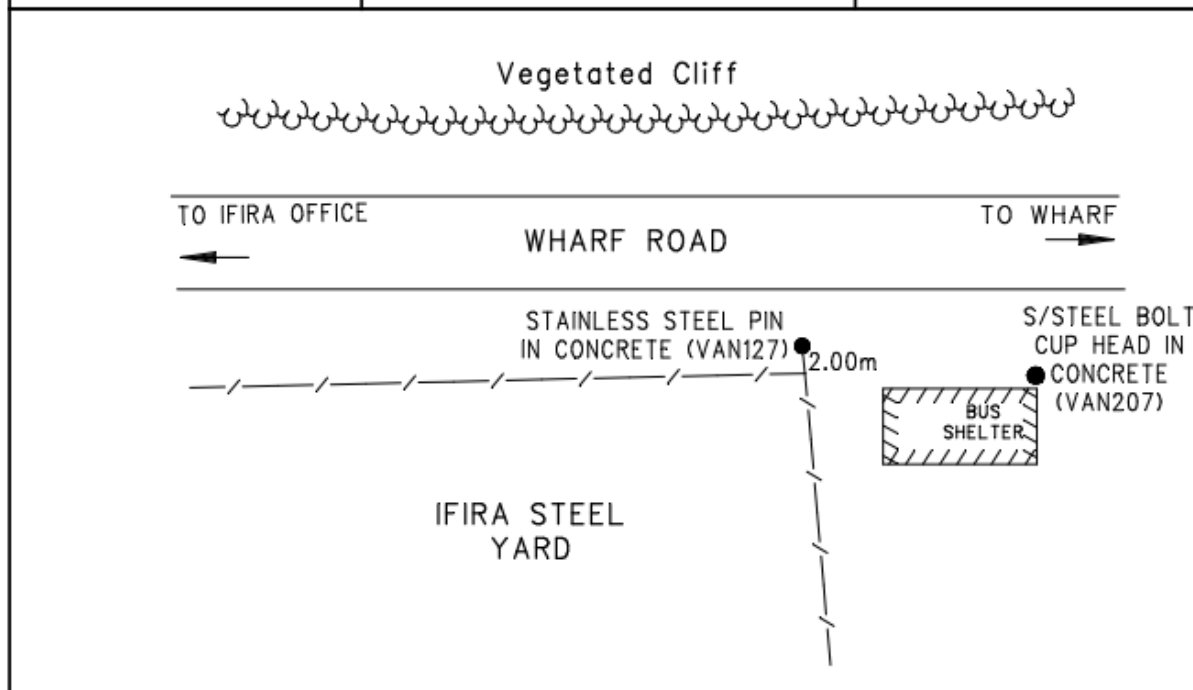 Vegetated Cliff
TO IFIRA OFFICE
TO WHARF
WHARF ROAD
STAINLESS STEEL PIN
IN CONCRETE (VAN127)
2.00m
S/STEEL BOLT
CUP HEAD IN
CONCRETE
(VAN207)
BUS
SHELTER
IFIRA STEEL
YARD